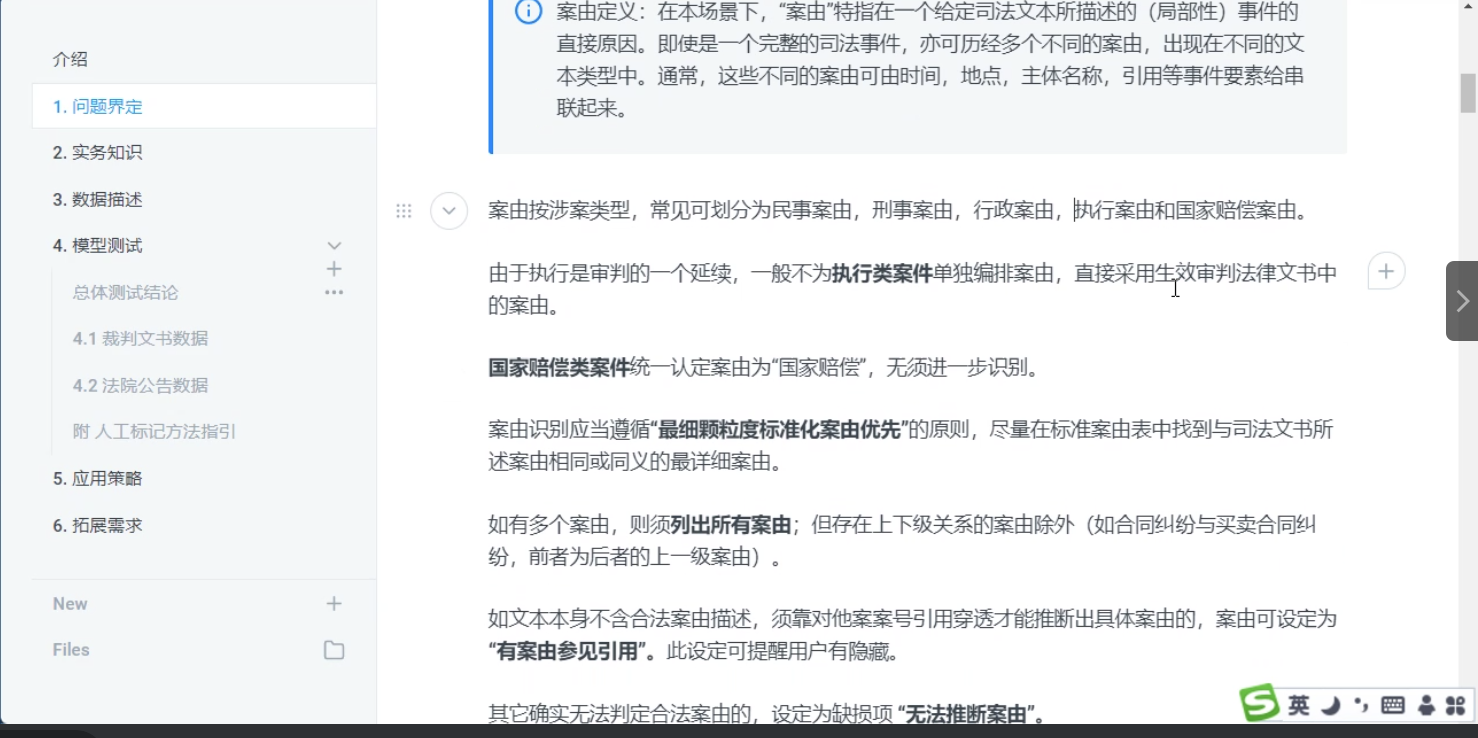 介绍
1. 问题界定
2. 实务知识
3. 数据描述
4. 模型测试
总体测试结论
4.1 裁判文书数据
4.2 法院公告数据
附 人工标记方法指引
5. 应用策略
6. 拓展需求
New
Files
案由定义：在本场景下，“案由”特指在一个给定司法文本所描述的（局部性）事件的
直接原因。即使是一个完整的司法事件，亦可历经多个不同的案由，出现在不同的文
本类型中。通常，这些不同的案由可由时间，地点，主体名称，引用等事件要素给串
联起来。
案由按涉案类型，常见可划分为民事案由，刑事案由，行政案由，执行案由和国家赔偿案由。
由于执行是审判的一个延续，一般不为执行类案件单独编排案由，直接采用生效审判法律文书中
的案由。
国家赔偿类案件统一认定案由为“国家赔偿”，无须进一步识别。
案由识别应当遵循“最细颗粒度标准化案由优先”的原则，尽量在标准案由表中找到与司法文书所
述案由相同或同义的最详细案由。
如有多个案由，则须列出所有案由；但存在上下级关系的案由除外（如合同纠纷与买卖合同纠
纷，前者为后者的上一级案由）。
如文本本身不含合法案由描述，须靠对他案案号引用穿透才能推断出具体案由的，案由可设定为
“有案由参见引用”。此设定可提醒用户有隐藏。
其它确实无法判定合法案由的，设定为缺损项 “无法推断案由”。
英